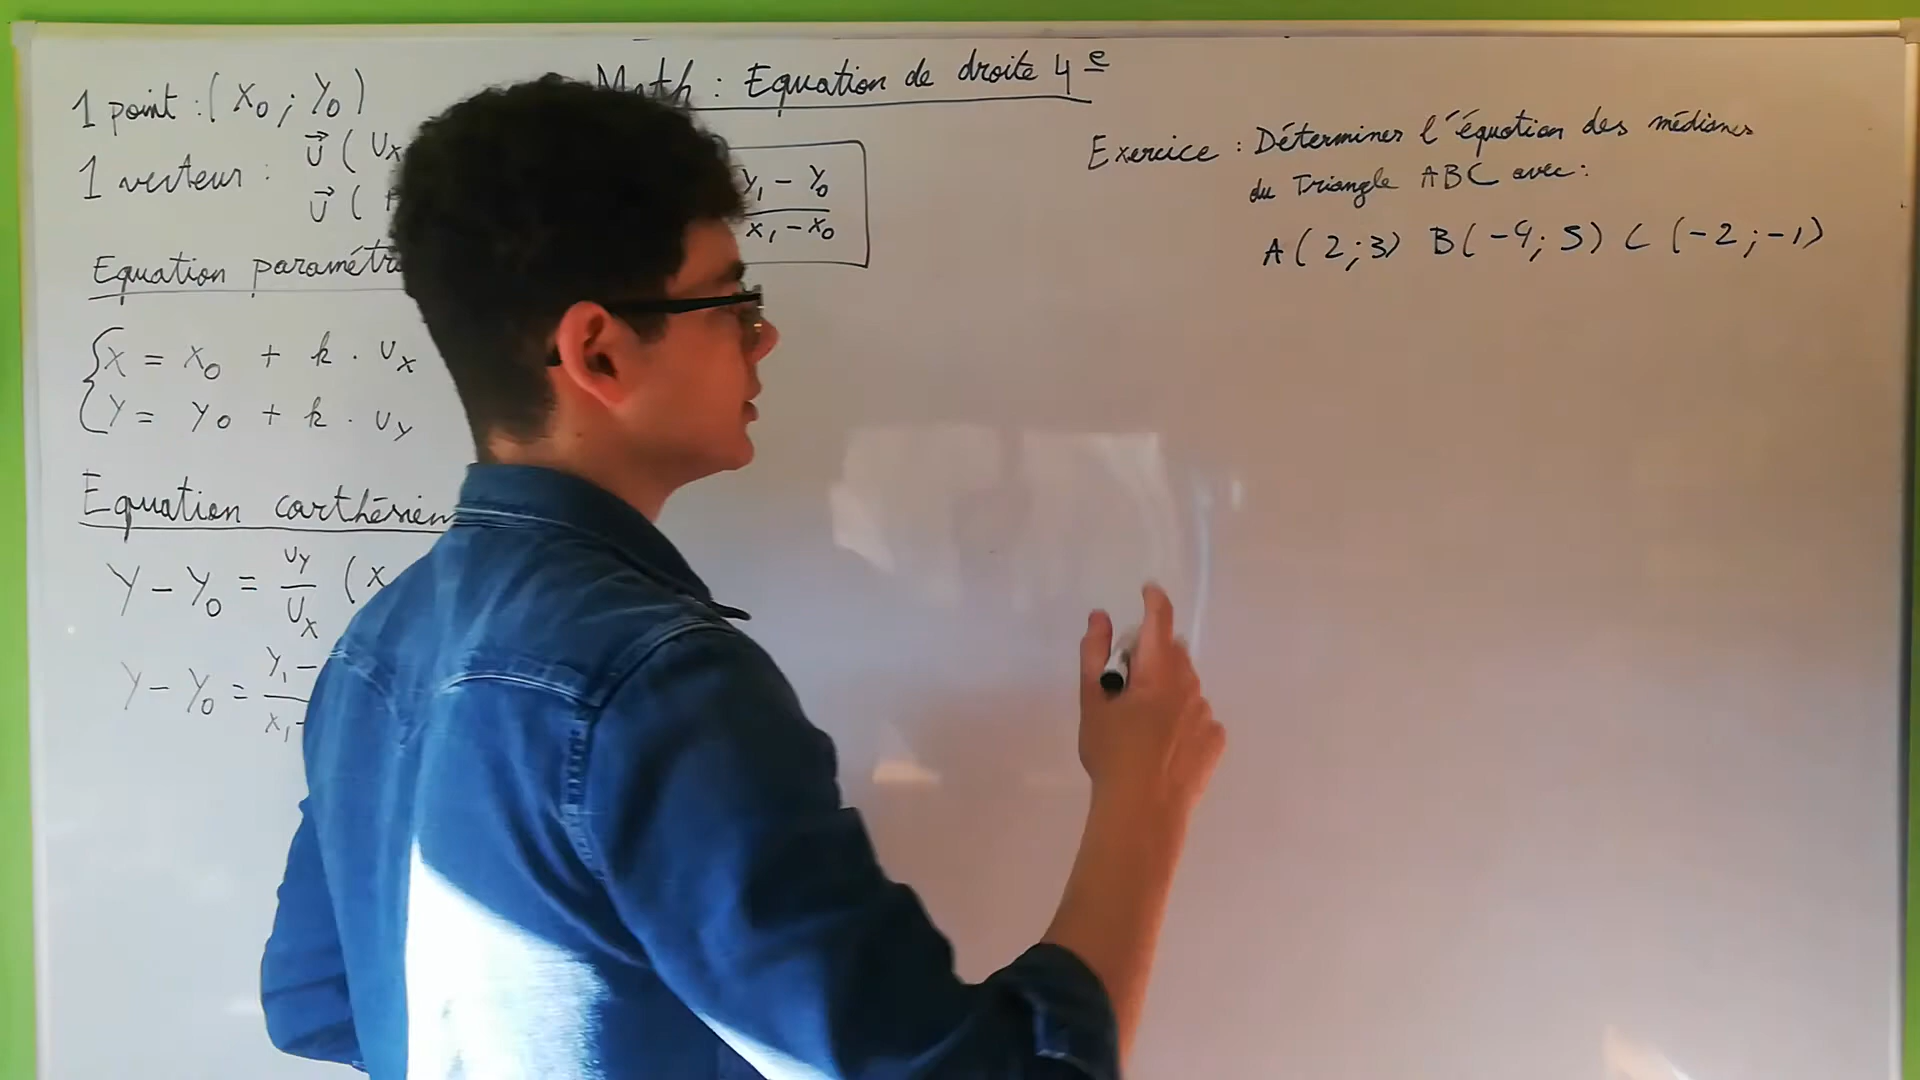 Math : Equation de droite 4e
1 point : ( X0 ; Y0 )
1 vecteur :
u⃗ ( Ux
u⃗ (
Y1 - Y0
x1 - x0
Equation paramétr
{ X = X0 + k . Ux
Y = Y0 + k . Uy
Equation carthésien
Y - Y0 = Uy / Ux ( x
Y - Y0 = Y1 - / x1 -
Exercice : Déterminer l'équation des médianes
du Triangle ABC avec :
A ( 2 ; 3 ) B ( -4 ; 5 ) C ( -2 ; -1 )